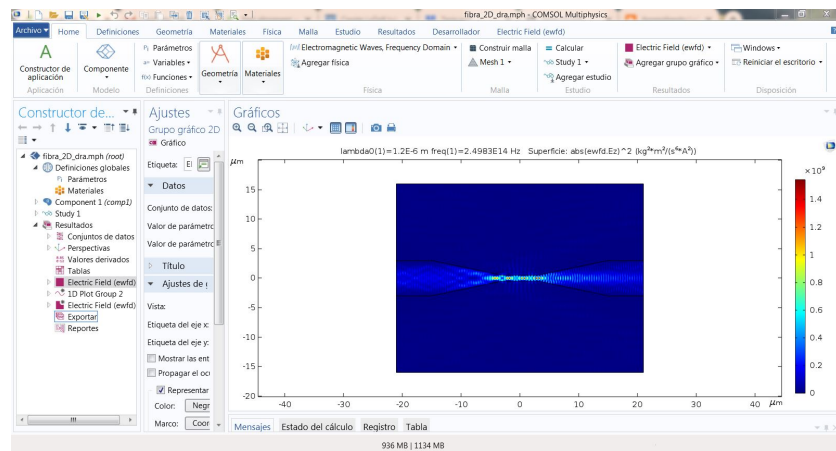 fibra_2D_dra.mph - COMSOL Multiphysics
Archivo Home Definiciones Geometría Materiales Física Malla Estudio Resultados Desarrollador Electric Field (ewfd)
Constructor de aplicación
Componente
Pi Parámetros
a= Variables
f(x) Funciones
Geometría
Materiales
Electromagnetic Waves, Frequency Domain
Agregar física
Construir malla
Mesh 1
= Calcular
Study 1
Agregar estudio
Electric Field (ewfd)
Agregar grupo gráfico
Windows
Reiniciar el escritorio
Aplicación Modelo Definiciones Física Malla Estudio Resultados Disposición
Constructor de...
fibra_2D_dra.mph (root)
Definiciones globales
Pi Parámetros
Materiales
Component 1 (comp1)
Study 1
Resultados
Conjuntos de datos
Perspectivas
Valores derivados
Tablas
Electric Field (ewfd)
1D Plot Group 2
Electric Field (ewfd)
Exportar
Reportes
Ajustes
Grupo gráfico 2D
Gráfico
Etiqueta: El
Datos
Conjunto de datos:
Valor de parámetro
Valor de parámetro
Título
Ajustes de
Vista:
Etiqueta del eje x:
Etiqueta del eje y:
Mostrar las ent
Propagar el oc
Representar
Color: Negr
Marco: Coor
Gráficos
lambda0(1)=1.2E-6 m freq(1)=2.4983E14 Hz Superficie: abs(ewfd.Ez)^2 (kg²*m²/(s⁶*A²))
μm
15
10
5
0
-5
-10
-15
-20
-40 -30 -20 -10 0 10 20 30 40 μm
×10⁹
1.4
1.2
1
0.8
0.6
0.4
0.2
0
Mensajes Estado del cálculo Registro Tabla
936 MB | 1134 MB